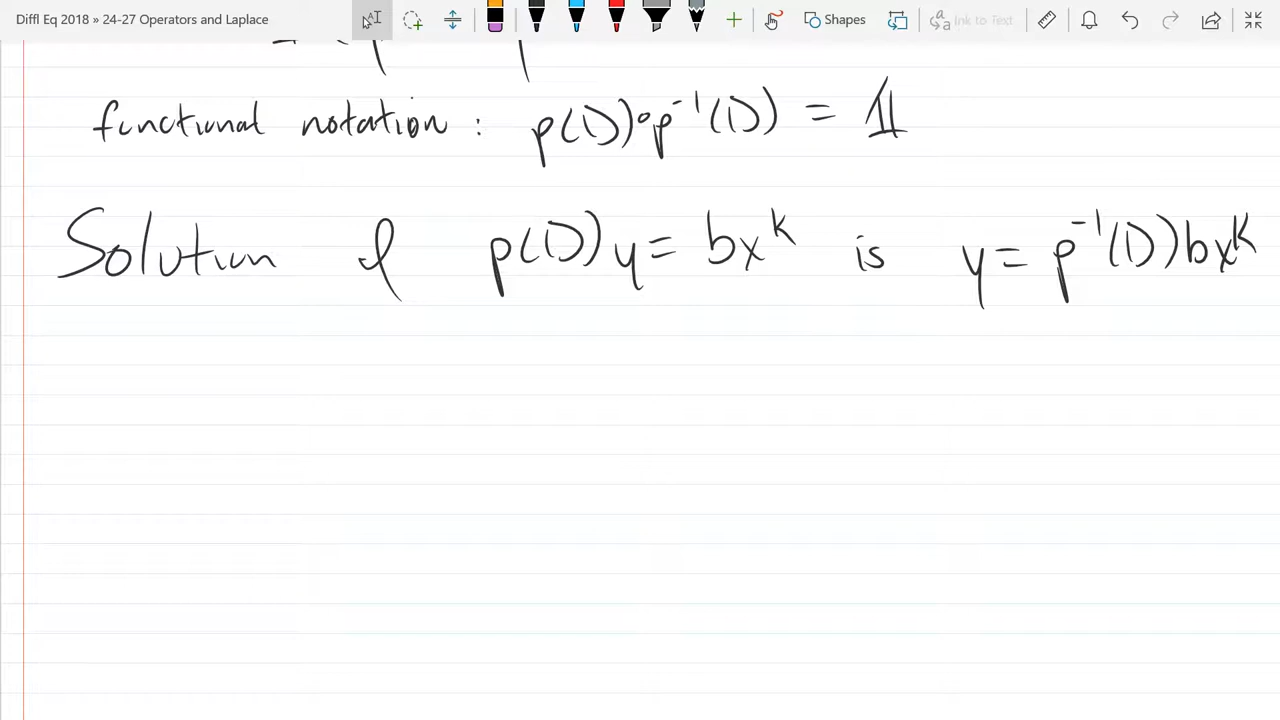 Diffl Eq 2018 » 24-27 Operators and Laplace
Shapes
Ink to Text
functional notation : p(D)∘p⁻¹(D) = 𝟙
Solution of p(D)y = bxᵏ is y = p⁻¹(D)bxᵏ